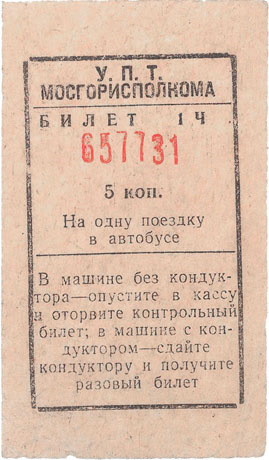 У. П. Т.
МОСГОРИСПОЛКОМА
БИЛЕТ 1Ч
657731
5 коп.
На одну поездку
в автобусе
В машине без кондук-
тора—опустите в кассу
и оторвите контрольный
билет; в машине с кон-
дуктором—сдайте
кондуктору и получите
разовый билет